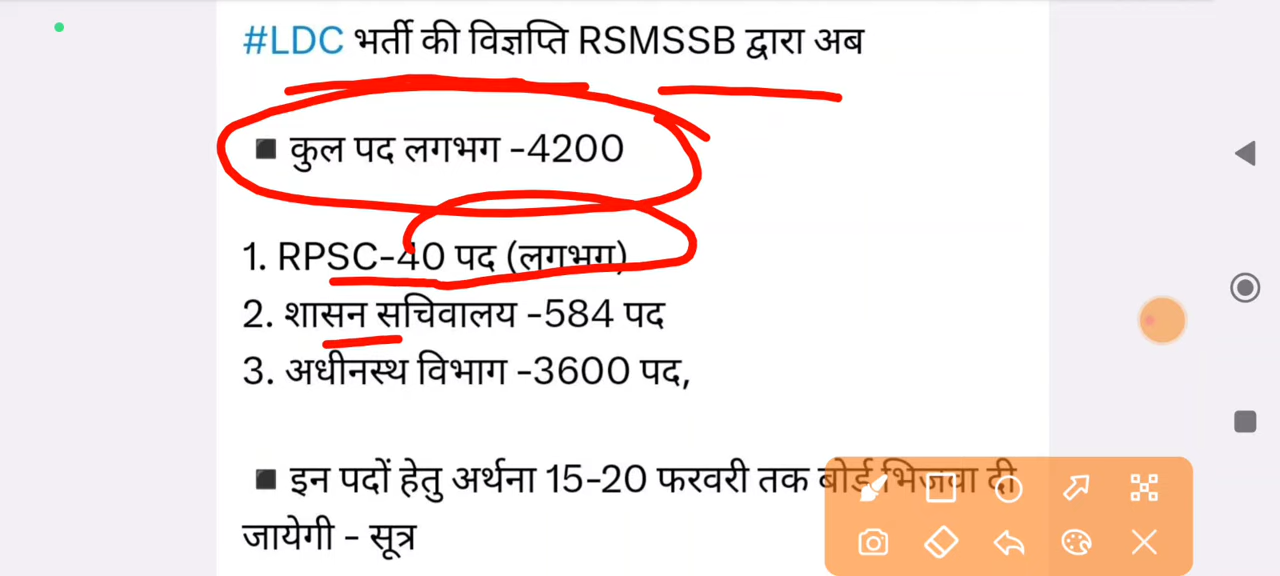 #LDC भर्ती की विज्ञप्ति RSMSSB द्वारा अब
◾ कुल पद लगभग -4200
1. RPSC-40 पद (लगभग)
2. शासन सचिवालय -584 पद
3. अधीनस्थ विभाग -3600 पद,
◾ इन पदों हेतु अर्थना 15-20 फरवरी तक बोर्ड भिजवा दी
जायेगी - सूत्र